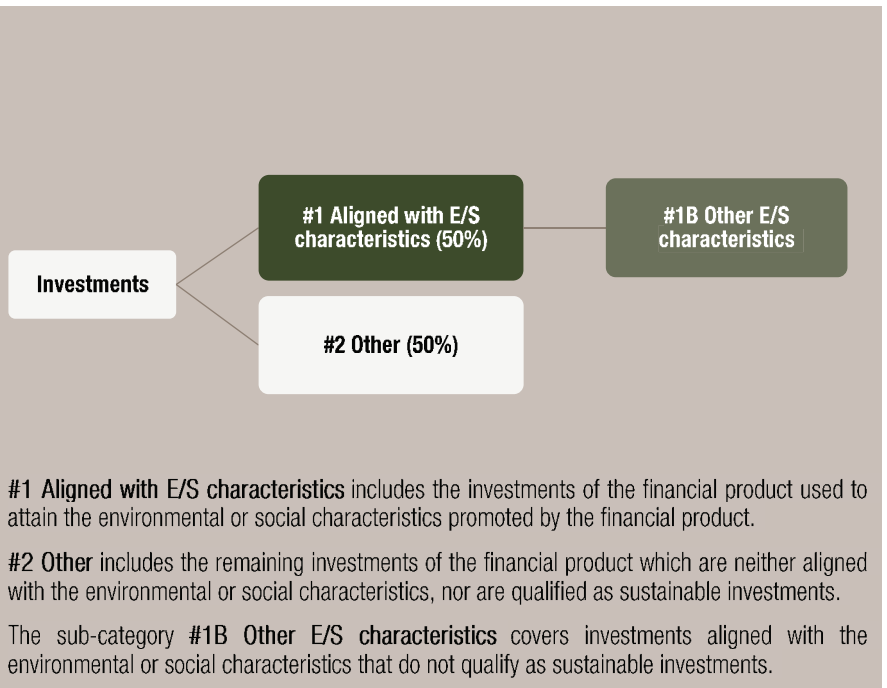 #1 Aligned with E/S
characteristics (50%)
#1B Other E/S
characteristics
Investments
#2 Other (50%)
#1 Aligned with E/S characteristics includes the investments of the financial product used to
attain the environmental or social characteristics promoted by the financial product.
#2 Other includes the remaining investments of the financial product which are neither aligned
with the environmental or social characteristics, nor are qualified as sustainable investments.
The sub-category #1B Other E/S characteristics covers investments aligned with the
environmental or social characteristics that do not qualify as sustainable investments.